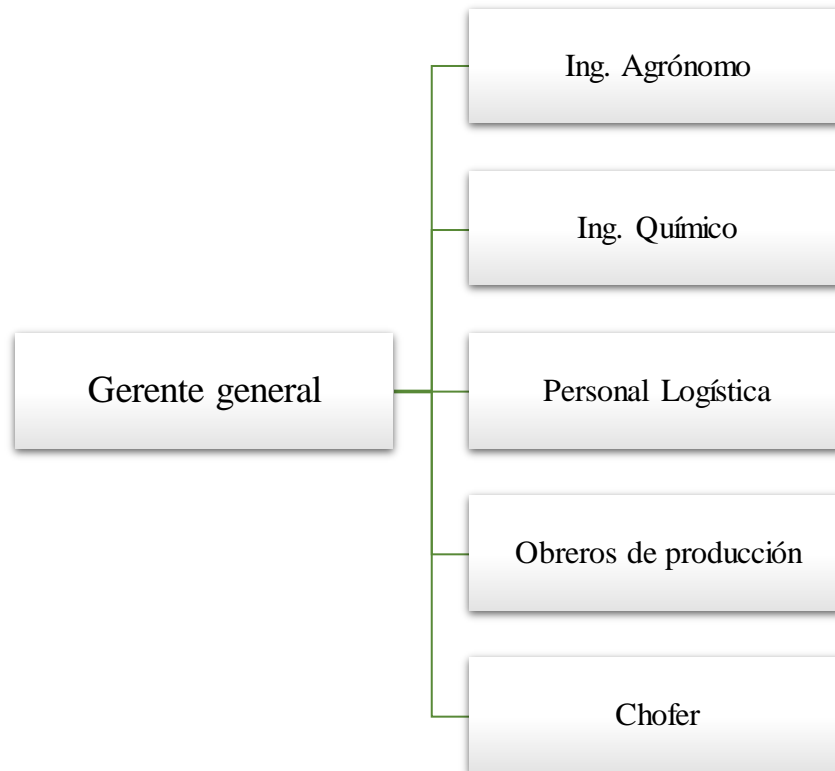 Gerente general
Ing. Agrónomo
Ing. Químico
Personal Logística
Obreros de producción
Chofer